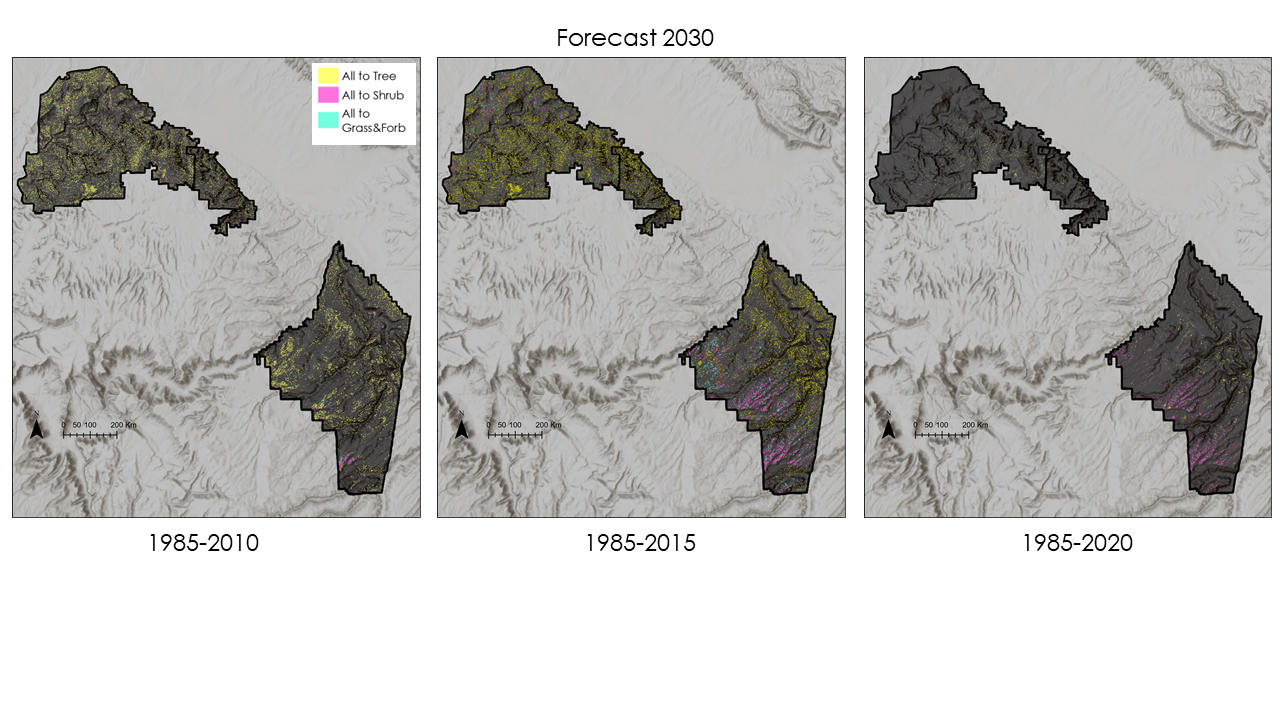 Forecast 2030
All to Tree
All to Shrub
All to
Grass&Forb
N
0 50 100 200 Km
N
0 50 100 200 Km
N
0 50 100 200 Km
1985-2010
1985-2015
1985-2020